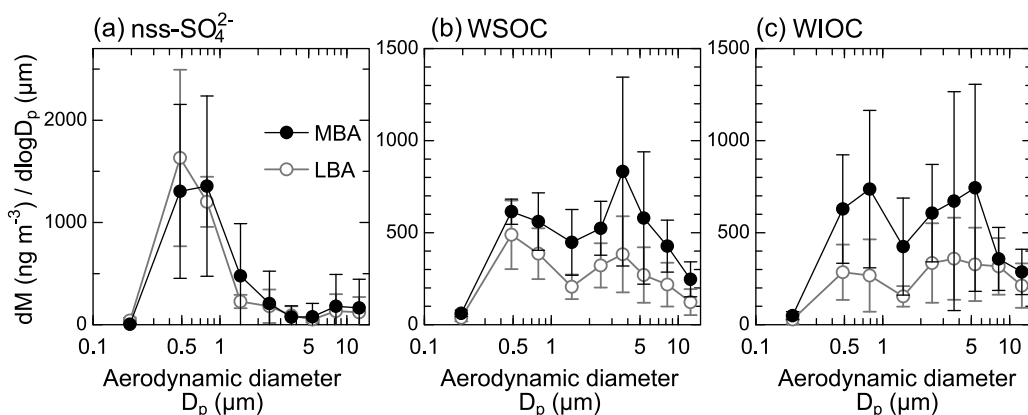 (a) nss-SO₄²⁻
(b) WSOC
(c) WIOC
dM (ng m⁻³) / dlogDₚ (μm)
2000
1000
0
MBA
LBA
0.1 0.5 1 5 10
Aerodynamic diameter
Dₚ (μm)
1500
1000
500
0
0.1 0.5 1 5 10
Aerodynamic diameter
Dₚ (μm)
1500
1000
500
0
0.1 0.5 1 5 10
Aerodynamic diameter
Dₚ (μm)